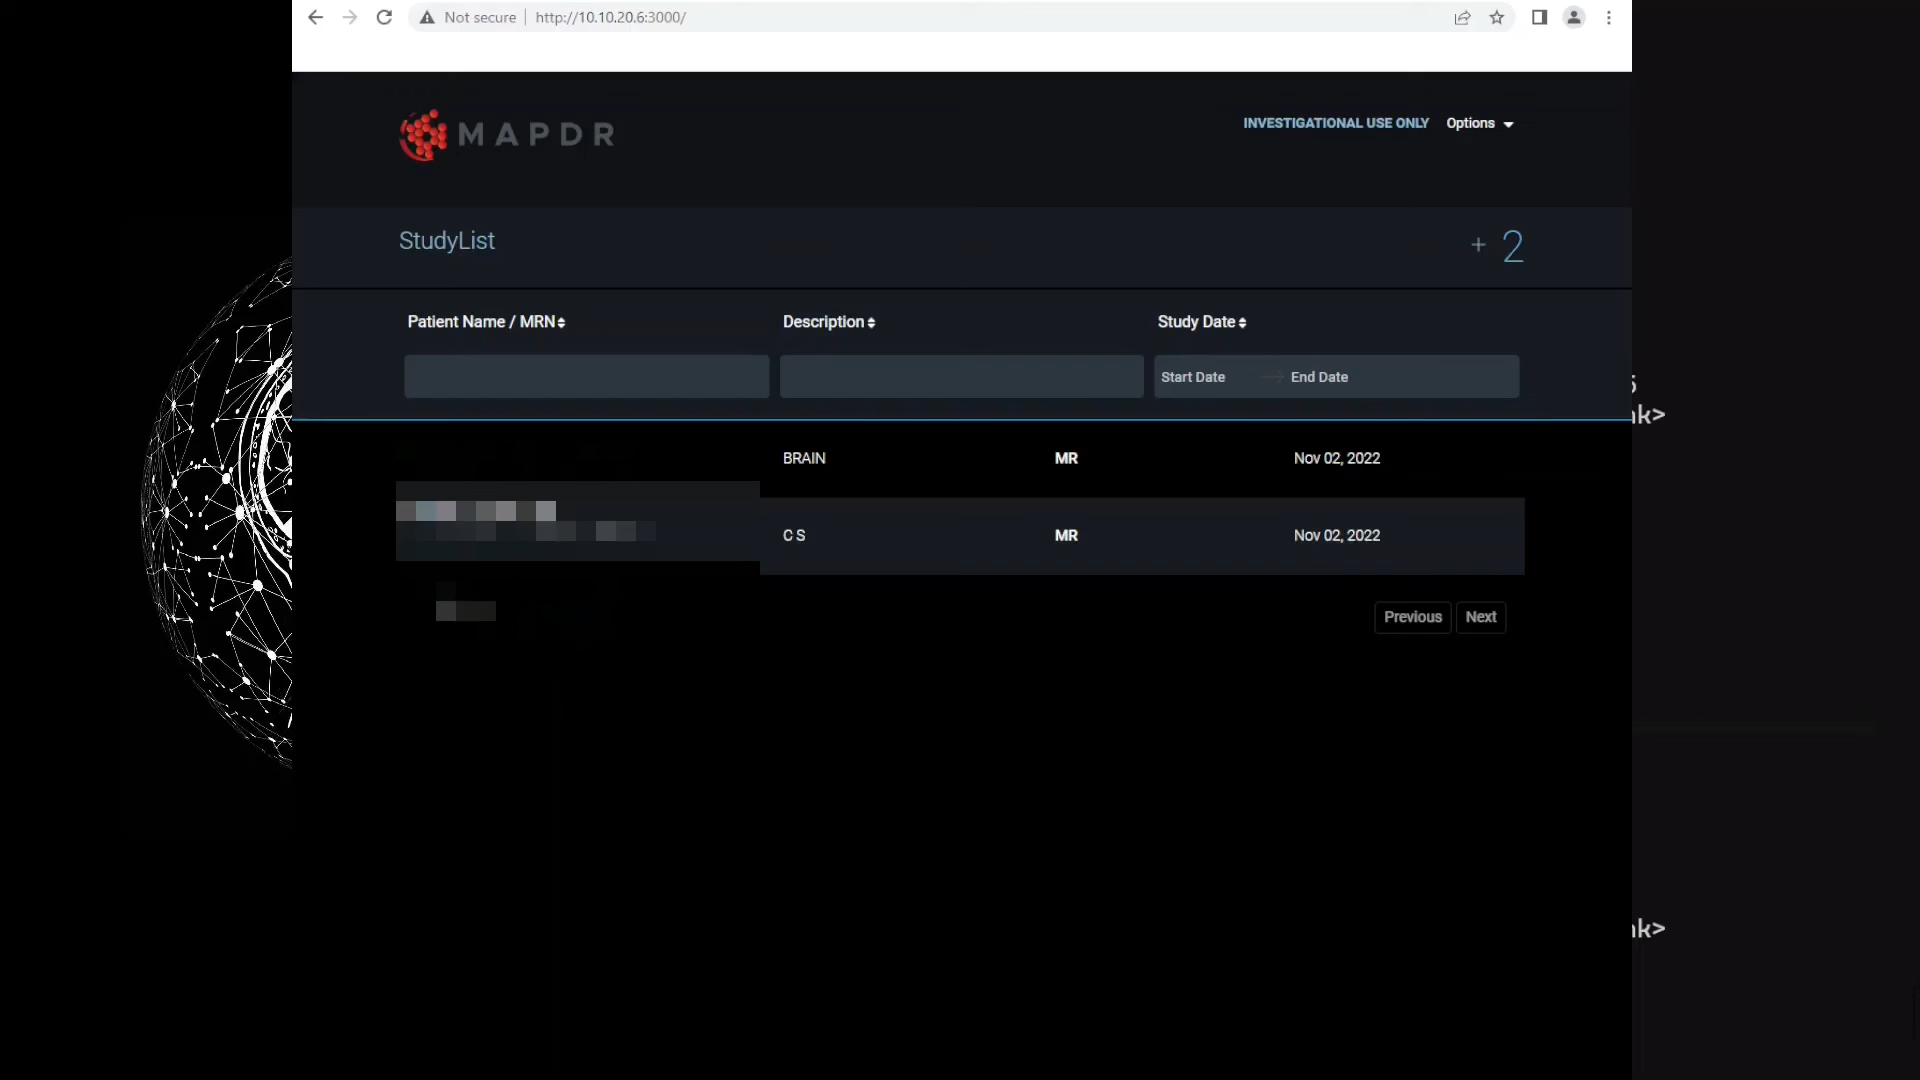 Not secure http://10.10.20.6:3000/
MAPDR
INVESTIGATIONAL USE ONLY Options
StudyList
+ 2
Patient Name / MRN Description Study Date
Start Date End Date
BRAIN MR Nov 02, 2022
C S MR Nov 02, 2022
Previous Next